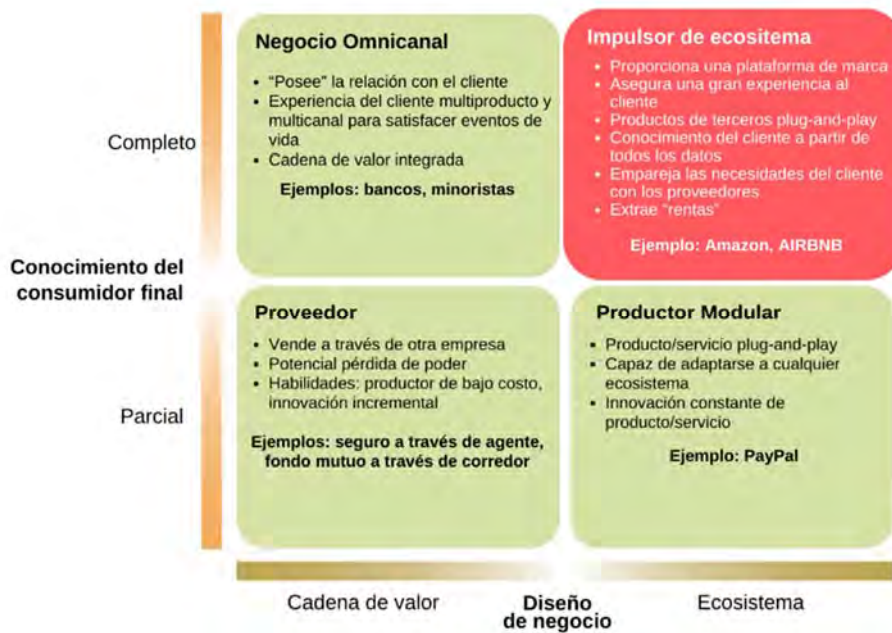 Negocio Omnicanal
• "Posee" la relación con el cliente
• Experiencia del cliente multiproducto y
multicanal para satisfacer eventos de
vida
• Cadena de valor integrada
Ejemplos: bancos, minoristas
Impulsor de ecositema
• Proporciona una plataforma de marca
• Asegura una gran experiencia al
cliente
• Productos de terceros plug-and-play
• Conocimiento del cliente a partir de
todos los datos
• Empareja las necesidades del cliente
con los proveedores
• Extrae "rentas"
Ejemplo: Amazon, AIRBNB
Completo
Conocimiento del
consumidor final
Parcial
Proveedor
• Vende a través de otra empresa
• Potencial pérdida de poder
• Habilidades: productor de bajo costo,
innovación incremental
Ejemplos: seguro a través de agente,
fondo mutuo a través de corredor
Productor Modular
• Producto/servicio plug-and-play
• Capaz de adaptarse a cualquier
ecosistema
• Innovación constante de
producto/servicio
Ejemplo: PayPal
Cadena de valor
Diseño
de negocio
Ecosistema